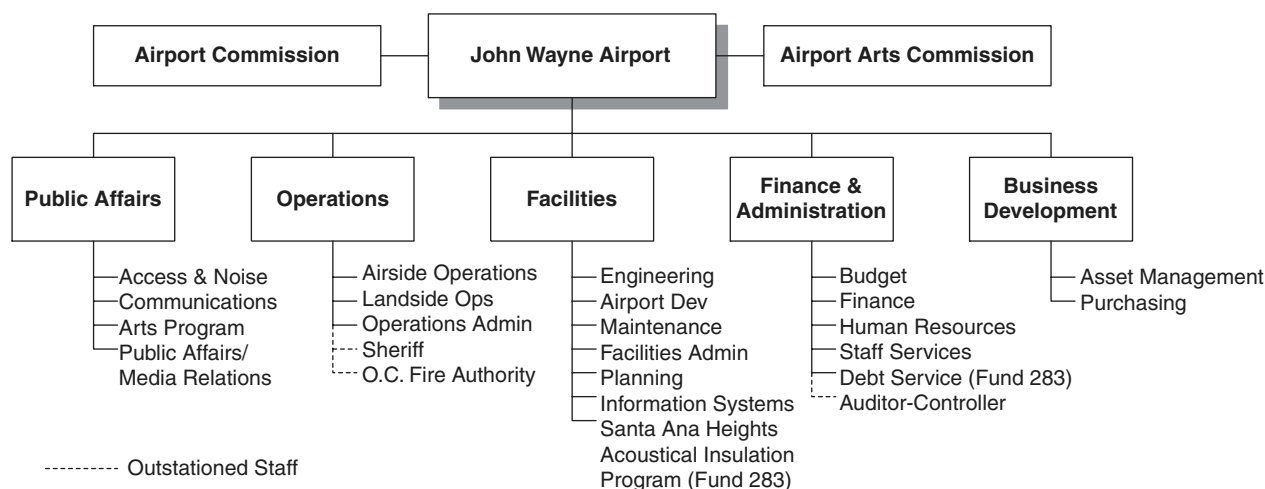 Airport Commission
John Wayne Airport
Airport Arts Commission
Public Affairs
Operations
Facilities
Finance &
Administration
Business
Development
Access & Noise
Communications
Arts Program
Public Affairs/
Media Relations
Airside Operations
Landside Ops
Operations Admin
Sheriff
O.C. Fire Authority
Engineering
Airport Dev
Maintenance
Facilities Admin
Planning
Information Systems
Santa Ana Heights
Acoustical Insulation
Program (Fund 283)
Budget
Finance
Human Resources
Staff Services
Debt Service (Fund 283)
Auditor-Controller
Asset Management
Purchasing
Outstationed Staff